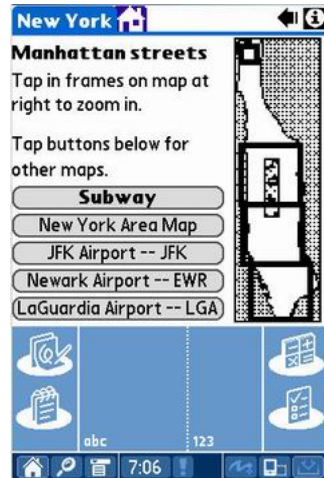 New York
Manhattan streets
Tap in frames on map at
right to zoom in.
Tap buttons below for
other maps.
Subway
New York Area Map
JFK Airport -- JFK
Newark Airport -- EWR
LaGuardia Airport -- LGA
abc
123
7:06